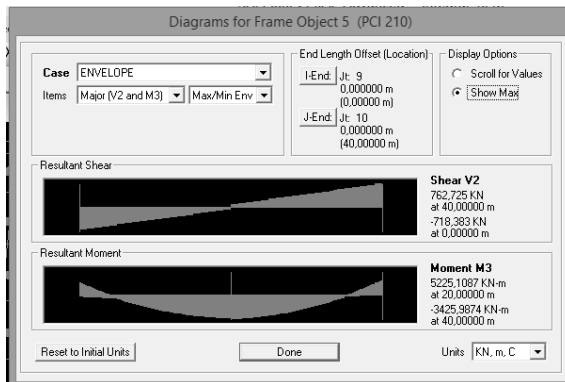 Diagrams for Frame Object 5 (PCI 210)
Case ENVELOPE
Items Major (V2 and M3) Max/Min Env
End Length Offset (Location)
I-End: Jt: 9
0,000000 m
(0,00000 m)
J-End: Jt: 10
0,000000 m
(40,00000 m)
Display Options
Scroll for Values
Show Max
Resultant Shear
Shear V2
762,725 KN
at 40,00000 m
-718,383 KN
at 0,00000 m
Resultant Moment
Moment M3
5225,1087 KN-m
at 20,00000 m
-3425,9874 KN-m
at 40,00000 m
Reset to Initial Units
Done
Units KN, m, C